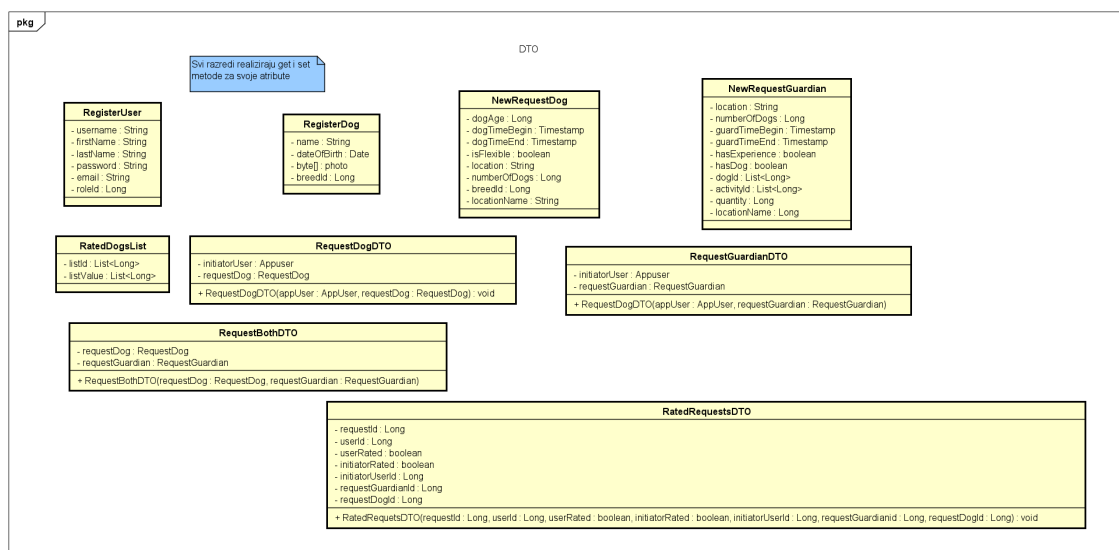 pkg
DTO
Svi razredi realiziraju get i set
metode za svoje atribute
RegisterUser
- username : String
- firstName : String
- lastName : String
- password : String
- email : String
- roleId : Long
RegisterDog
- name : String
- dateOfBirth : Date
- byte[] : photo
- breedId : Long
NewRequestDog
- dogAge : Long
- dogTimeBegin : Timestamp
- dogTimeEnd : Timestamp
- isFlexible : boolean
- location : String
- numberOfDogs : Long
- breedId : Long
- locationName : String
NewRequestGuardian
- location : String
- numberOfDogs : Long
- guardTimeBegin : Timestamp
- guardTimeEnd : Timestamp
- hasExperience : boolean
- hasDog : boolean
- dogId : List<Long>
- activityId : List<Long>
- quantity : Long
- locationName : Long
RatedDogsList
- listId : List<Long>
- listValue : List<Long>
RequestDogDTO
- initiatorUser : Appuser
- requestDog : RequestDog
+ RequestDogDTO(appUser : AppUser, requestDog : RequestDog) : void
RequestGuardianDTO
- initiatorUser : Appuser
- requestGuardian : RequestGuardian
+ RequestDogDTO(appUser : AppUser, requestGuardian : RequestGuardian)
RequestBothDTO
- requestDog : RequestDog
- requestGuardian : RequestGuardian
+ RequestBothDTO(requestDog : RequestDog, requestGuardian : RequestGuardian)
RatedRequestsDTO
- requestId : Long
- userId : Long
- userRated : boolean
- initiatorRated : boolean
- initiatorUserId : Long
- requestGuardianId : Long
- requestDogId : Long
+ RatedRequetsDTO(requestId : Long, userId : Long, userRated : boolean, initiatorRated : boolean, initiatorUserId : Long, requestGuardianid : Long, requestDogId : Long) : void